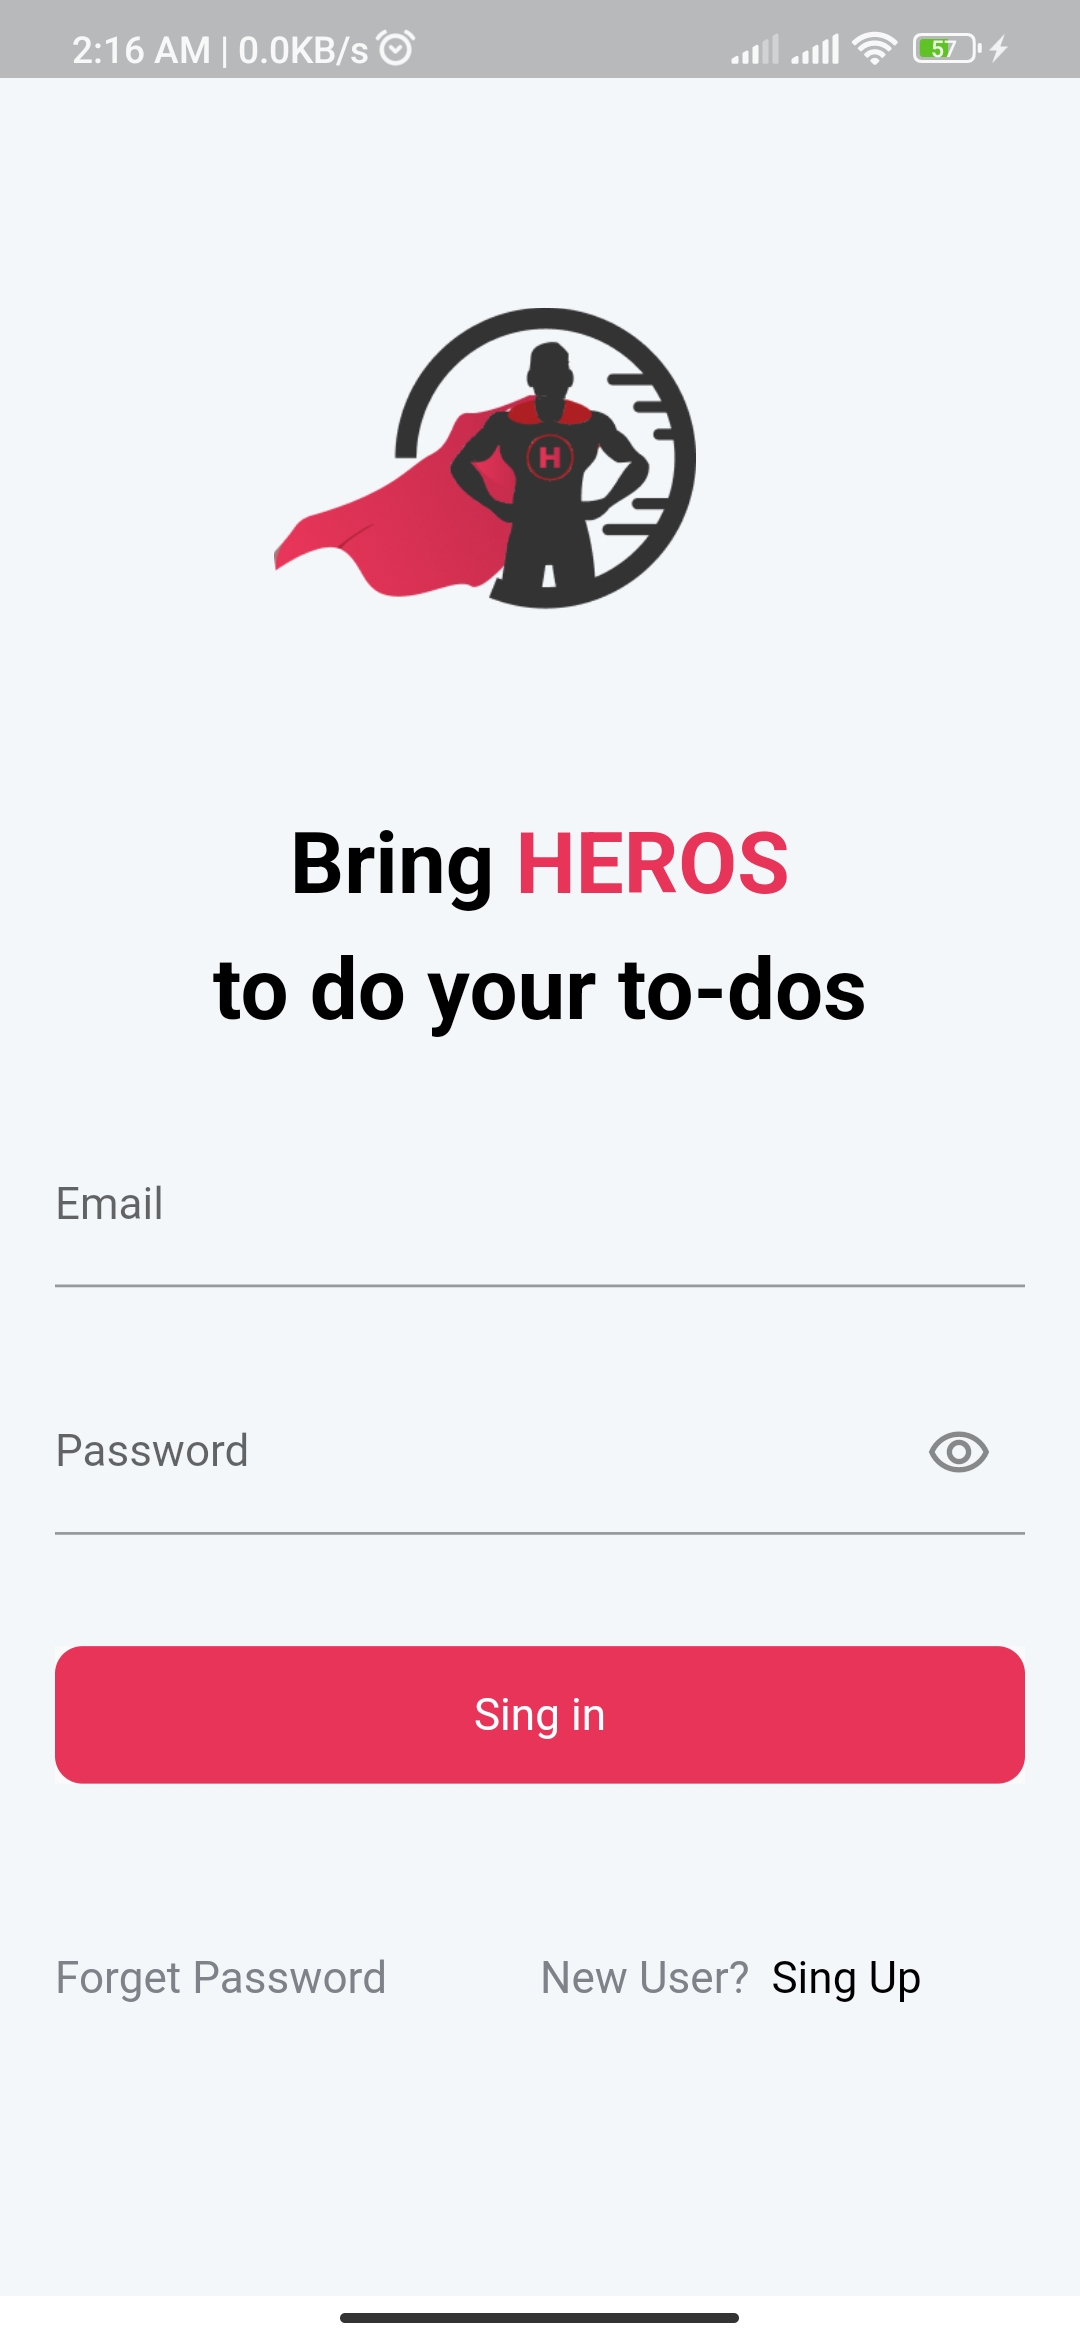 2:16 AM | 0.0KB/s 57
H
Bring HEROS
to do your to-dos
Email
Password
Sing in
Forget Password New User? Sing Up